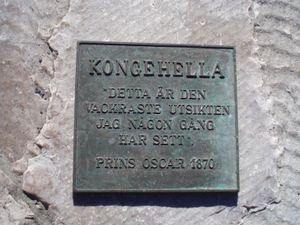 KONGEHELLA
"DETTA ÄR DEN
VACKRASTE UTSIKTEN
JAG NÅGON GÅNG
HAR SETT".
PRINS OSCAR 1870